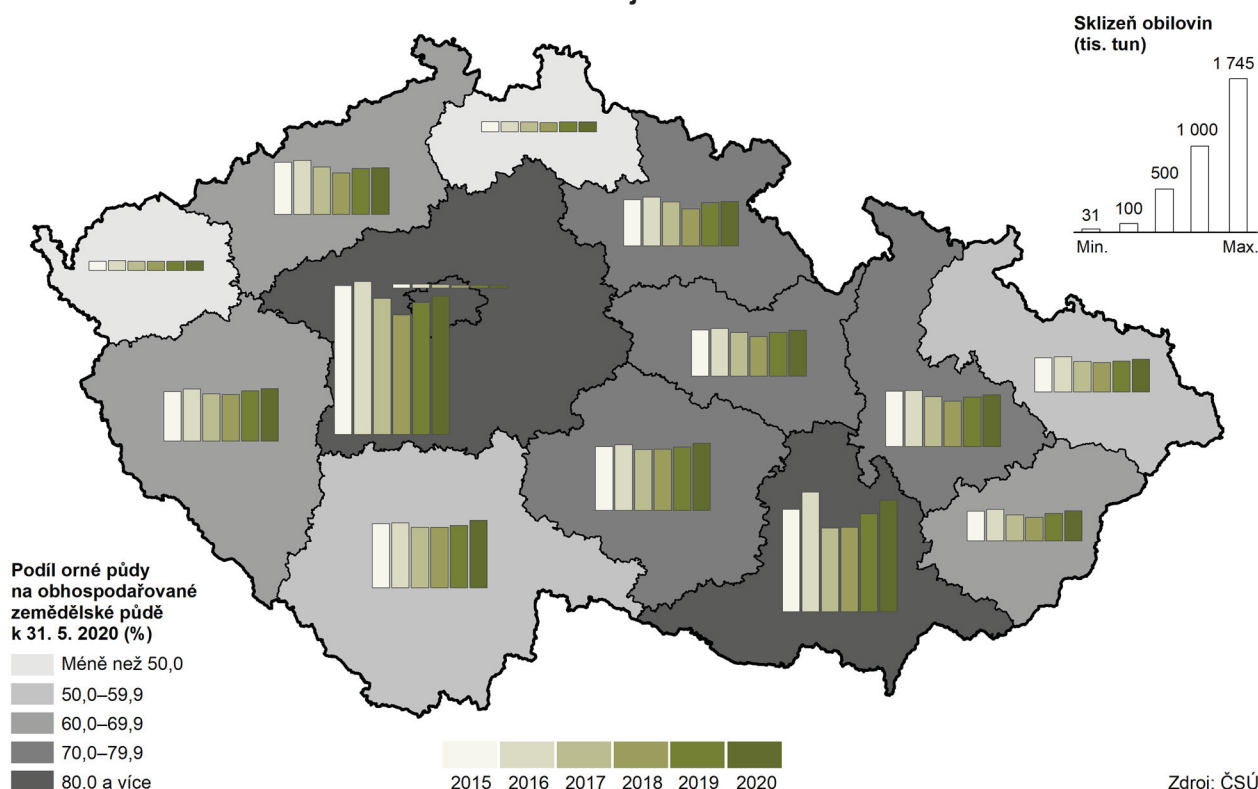 Sklizeň obilovin
(tis. tun)
1 745
1 000
500
100
31
Min.
Max.
Podíl orné půdy
na obhospodařované
zemědělské půdě
k 31. 5. 2020 (%)
Méně než 50,0
50,0–59,9
60,0–69,9
70,0–79,9
80.0 a více
2015 2016 2017 2018 2019 2020
Zdroj: ČSÚ